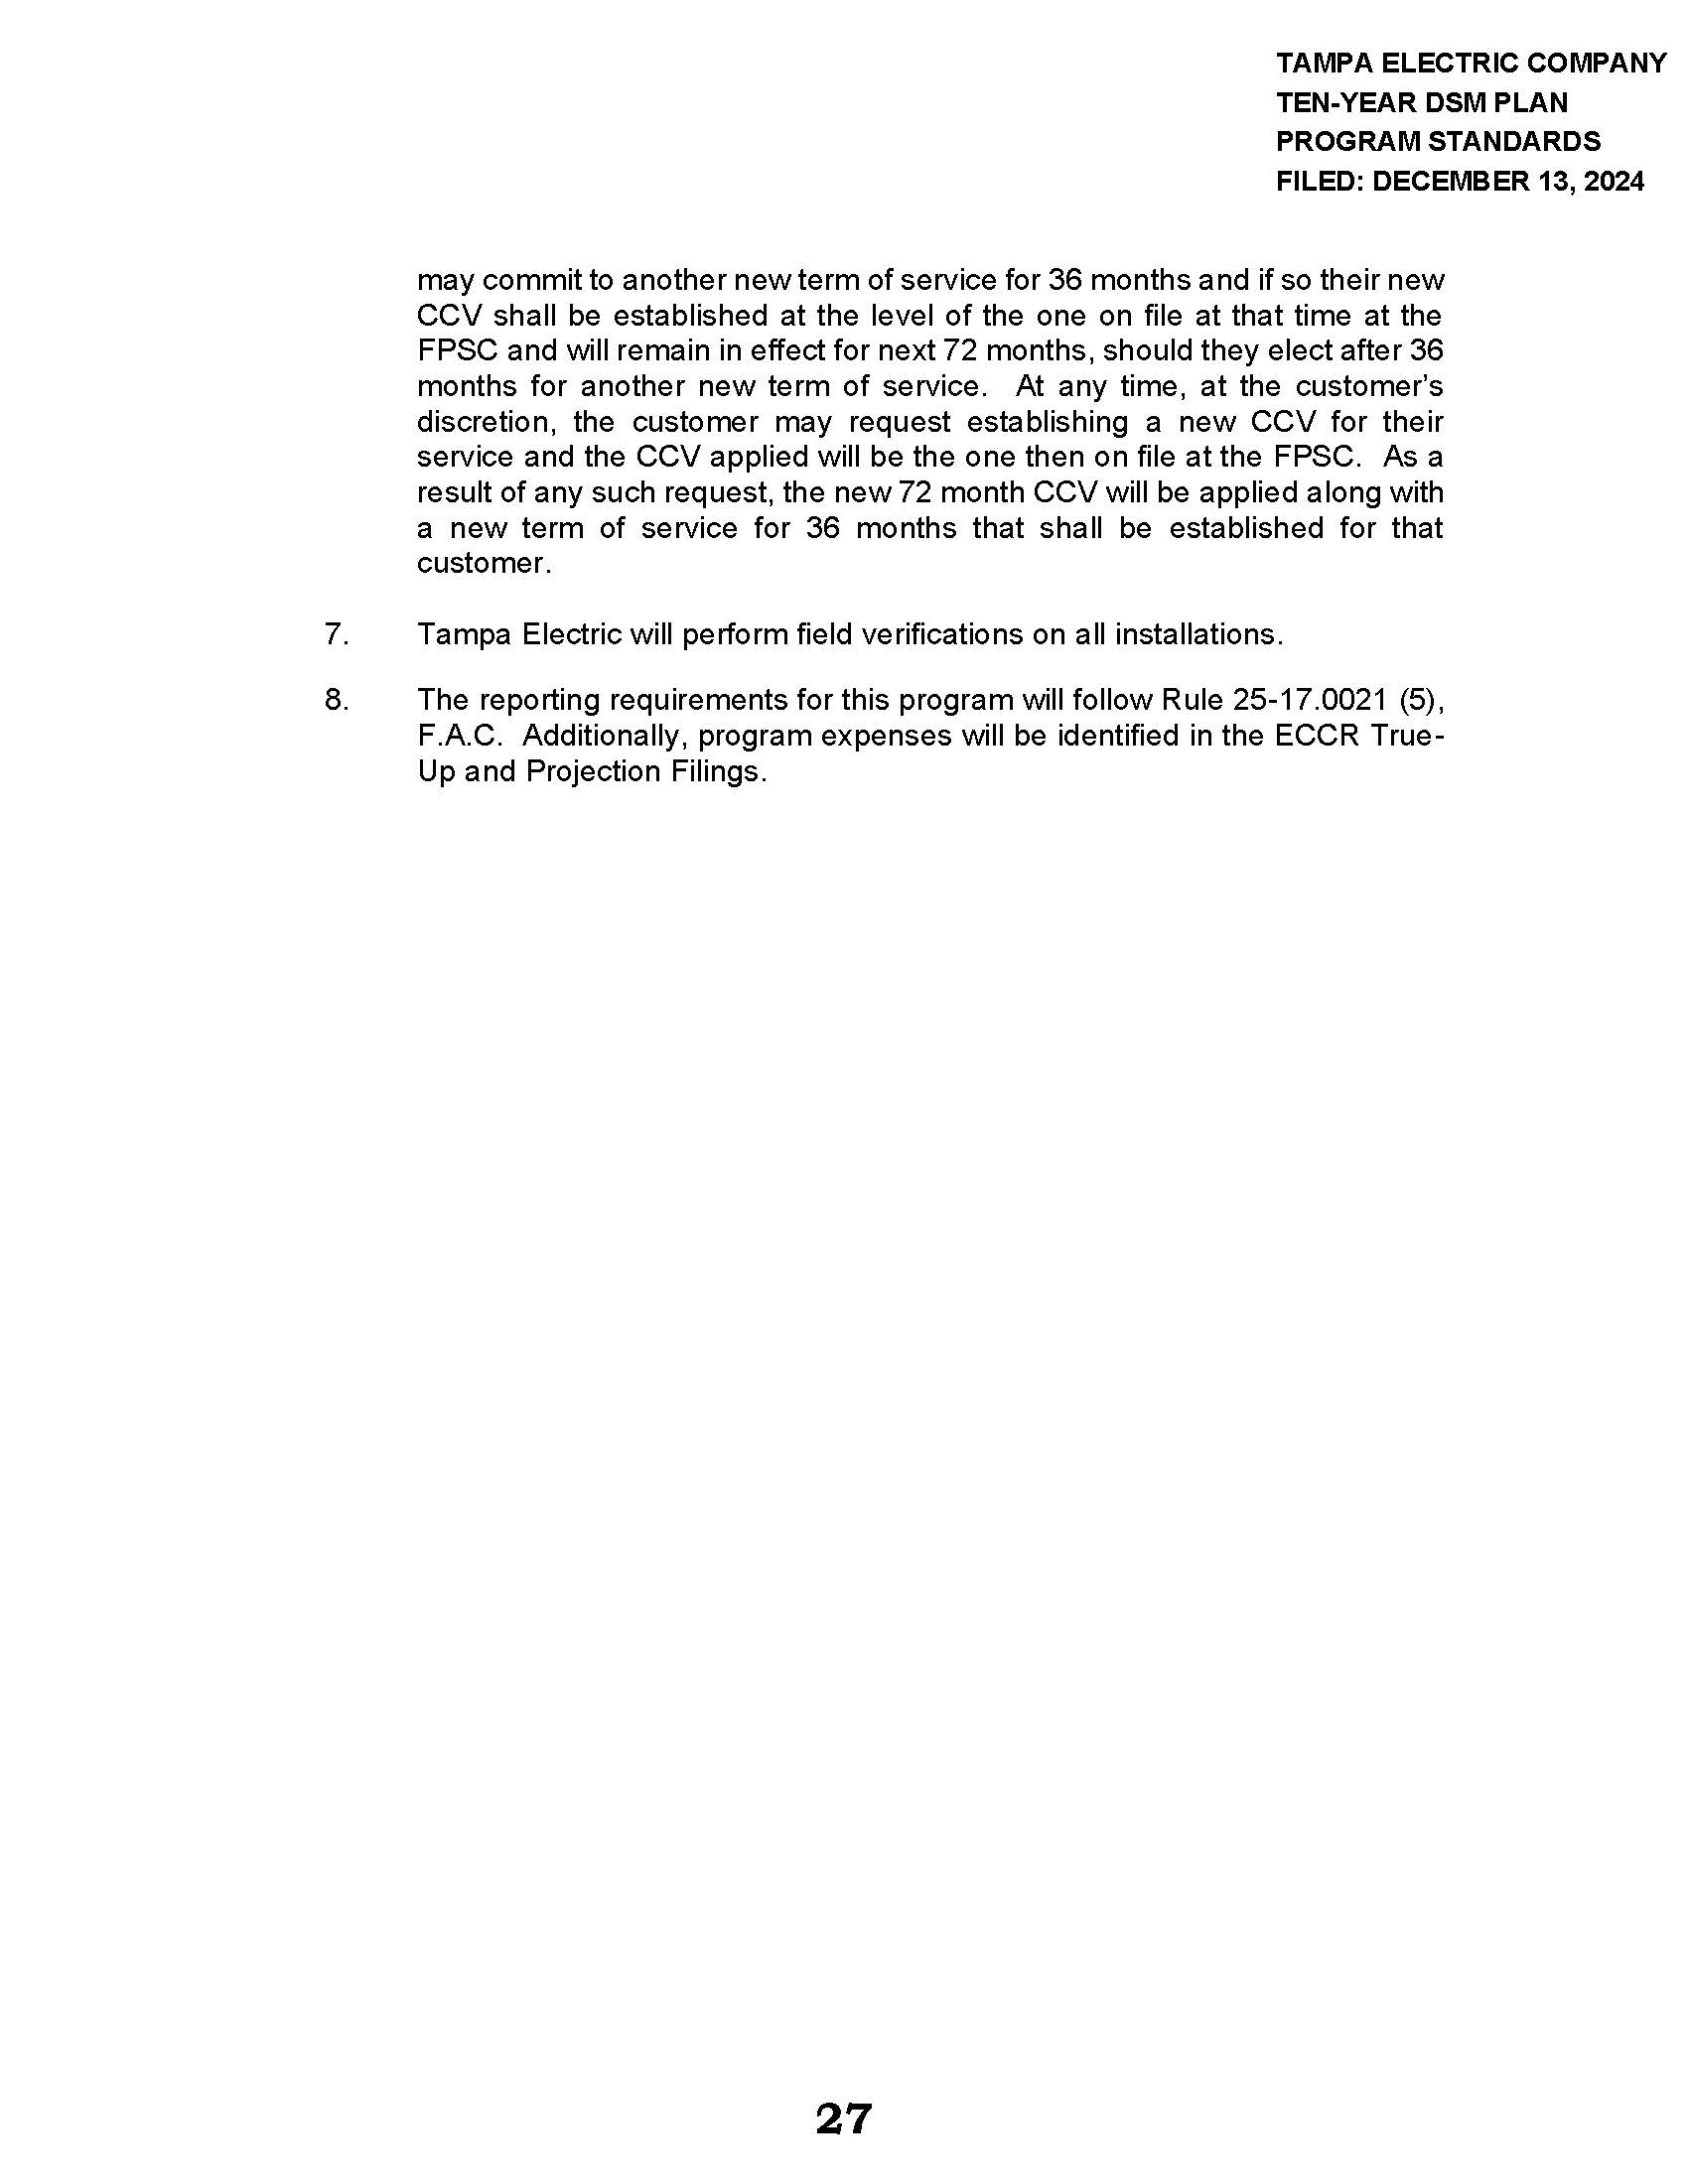 TAMPA ELECTRIC COMPANY
TEN-YEAR DSM PLAN
PROGRAM STANDARDS
FILED: DECEMBER 13, 2024
may commit to another new term of service for 36 months and if so their new
CCV shall be established at the level of the one on file at that time at the
FPSC and will remain in effect for next 72 months, should they elect after 36
months for another new term of service.  At any time, at the customer’s
discretion, the customer may request establishing a new CCV for their
service and the CCV applied will be the one then on file at the FPSC.  As a
result of any such request, the new 72 month CCV will be applied along with
a new term of service for 36 months that shall be established for that
customer.
7. Tampa Electric will perform field verifications on all installations.
8. The reporting requirements for this program will follow Rule 25-17.0021 (5),
F.A.C.  Additionally, program expenses will be identified in the ECCR True-
Up and Projection Filings.
27